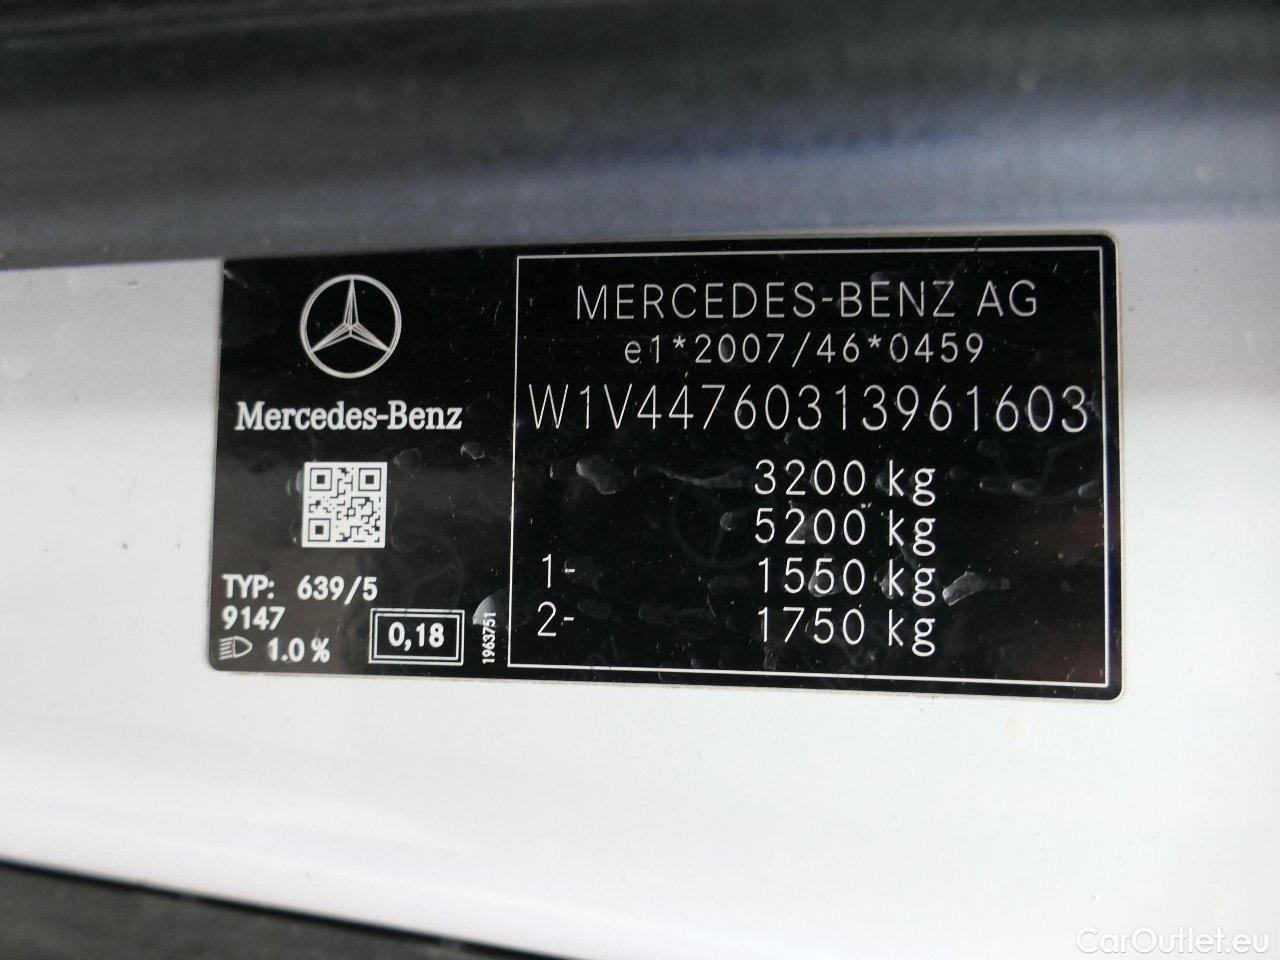 Mercedes-Benz
TYP: 639/5
9147
1.0 %
0,18
1963751
MERCEDES-BENZ AG
e1*2007/46*0459
W1V44760313961603
3200 kg
5200 kg
1- 1550 kg
2- 1750 kg
CarOutlet.eu